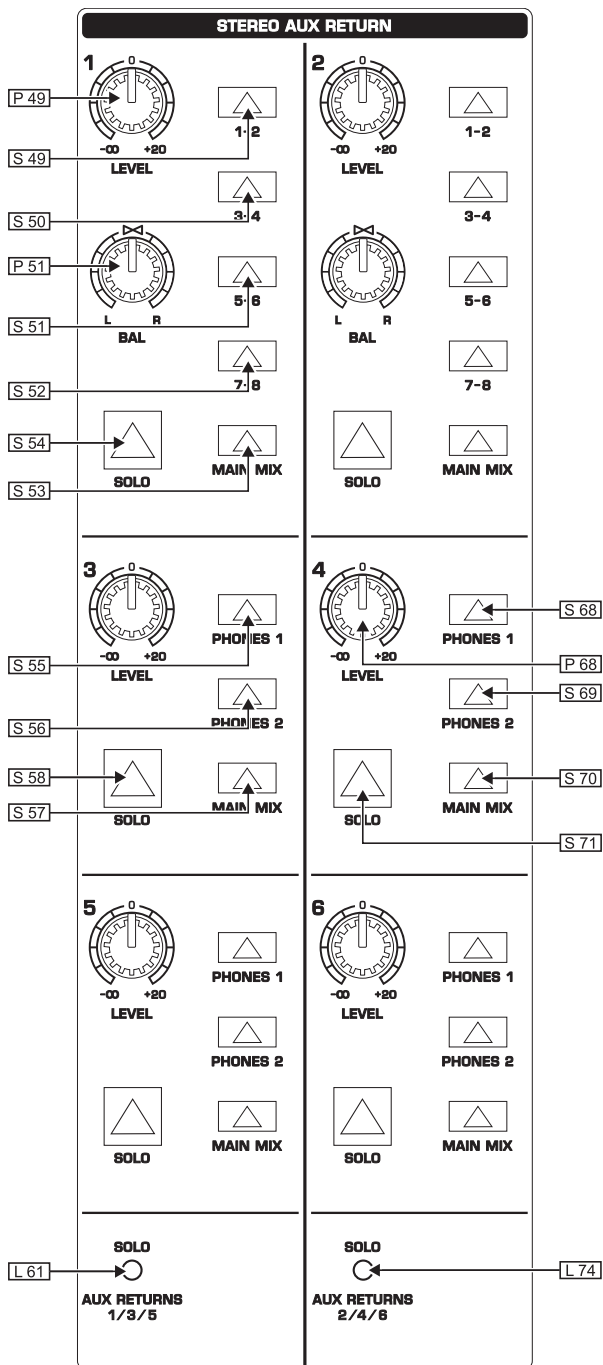 STEREO AUX RETURN
1
0
-∞ +20
LEVEL
1-2
3-4
L R
BAL
5-6
7-8
SOLO
MAIN MIX
2
0
-∞ +20
LEVEL
1-2
3-4
L R
BAL
5-6
7-8
SOLO
MAIN MIX
P 49
S 49
S 50
P 51
S 51
S 52
S 54
S 53
3
0
-∞ +20
LEVEL
PHONES 1
PHONES 2
SOLO
MAIN MIX
4
0
-∞ +20
LEVEL
PHONES 1
PHONES 2
SOLO
MAIN MIX
S 55
S 56
S 58
S 57
S 68
P 68
S 69
S 70
S 71
5
0
-∞ +20
LEVEL
PHONES 1
PHONES 2
SOLO
MAIN MIX
6
0
-∞ +20
LEVEL
PHONES 1
PHONES 2
SOLO
MAIN MIX
SOLO
AUX RETURNS
1/3/5
SOLO
AUX RETURNS
2/4/6
L 61
L 74